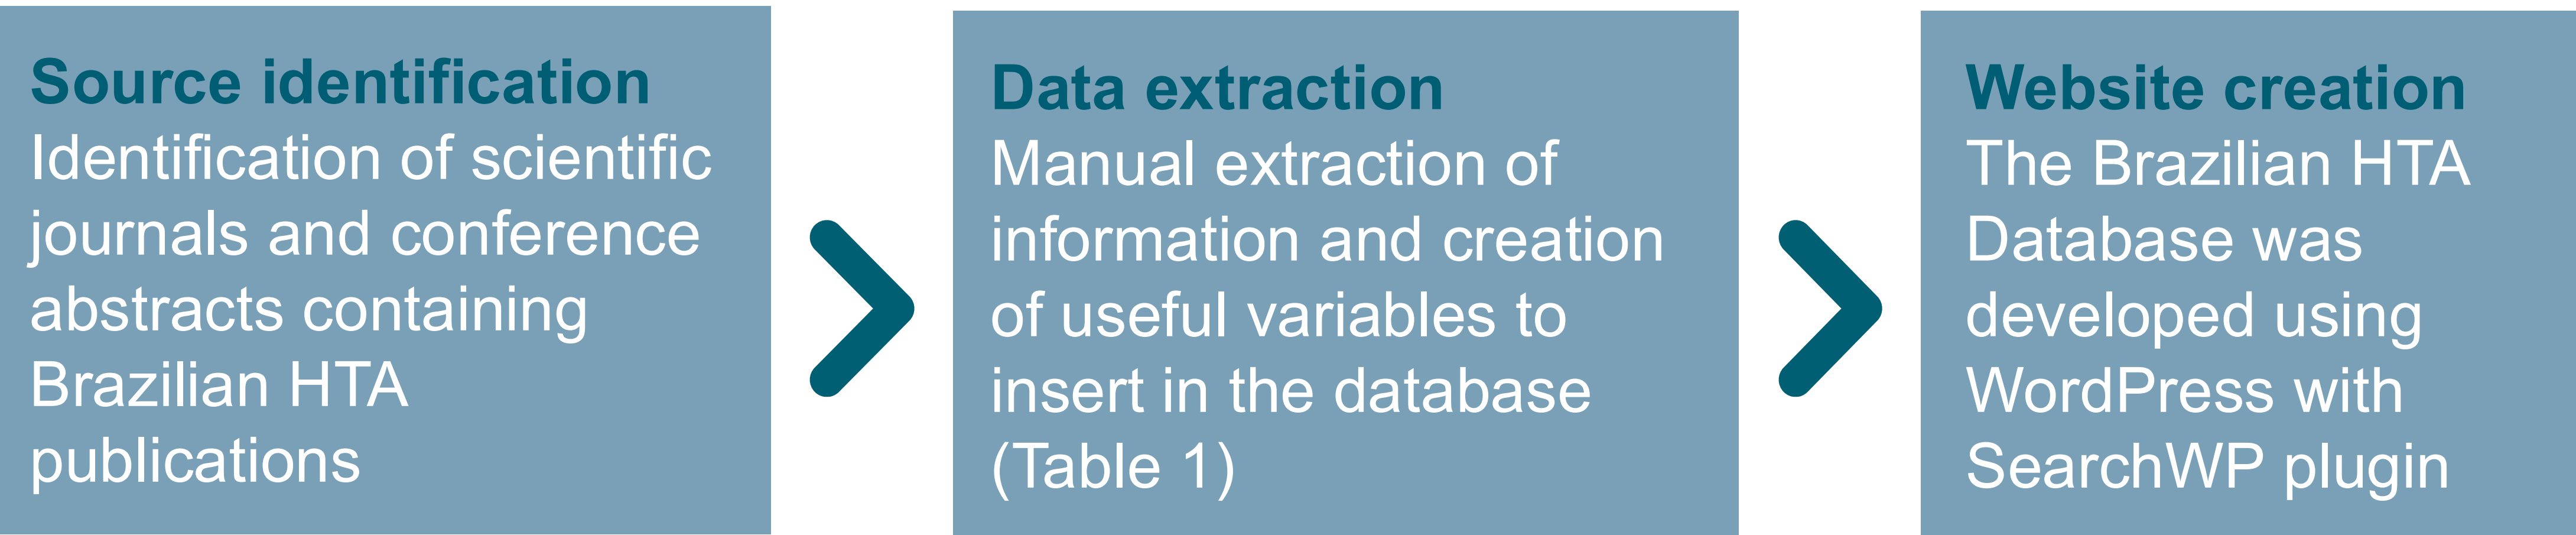 Source identification
Identification of scientific
journals and conference
abstracts containing
Brazilian HTA
publications
Data extraction
Manual extraction of
information and creation
of useful variables to
insert in the database
(Table 1)
Website creation
The Brazilian HTA
Database was
developed using
WordPress with
SearchWP plugin